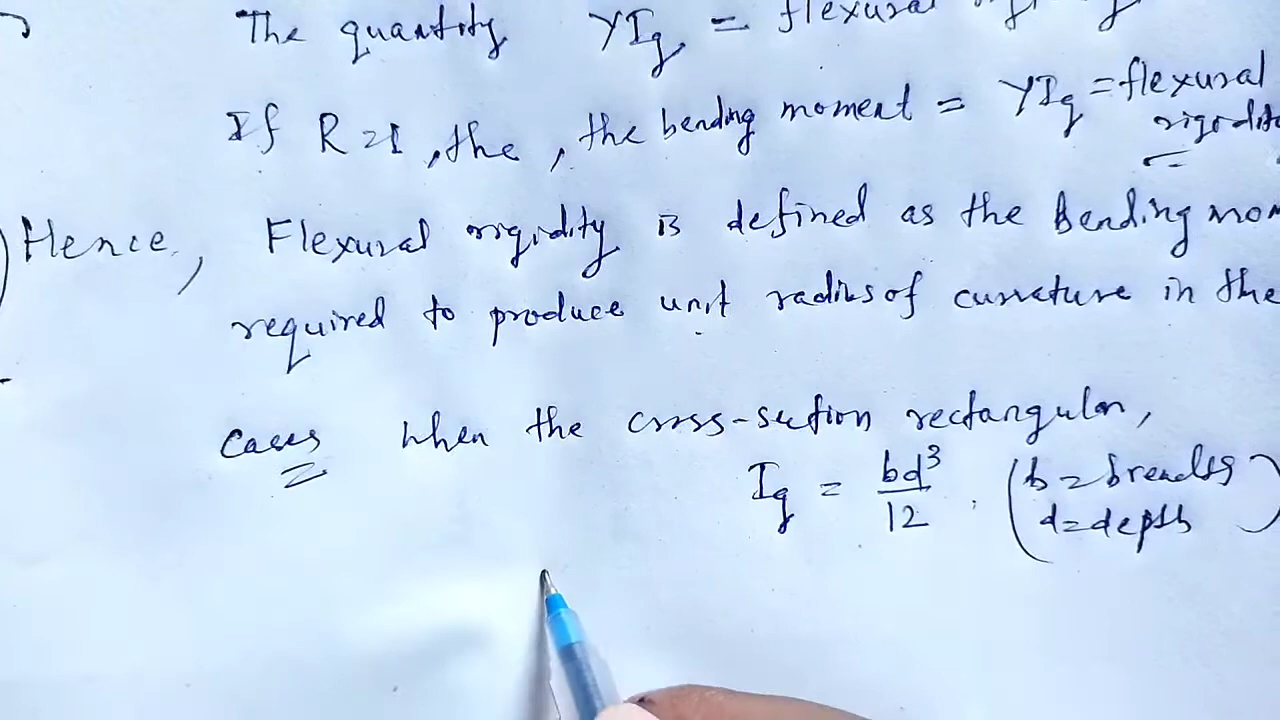 The quantity YIg = flexural
If R=1, the, the bending moment = YIg = flexural
rigidity
Hence, Flexural rigidity is defined as the Bending mom
required to produce unit radius of curvature in the
Cases When the cross-section rectangular,
Ig = bd³/12 . (b=breadth
d=depth)